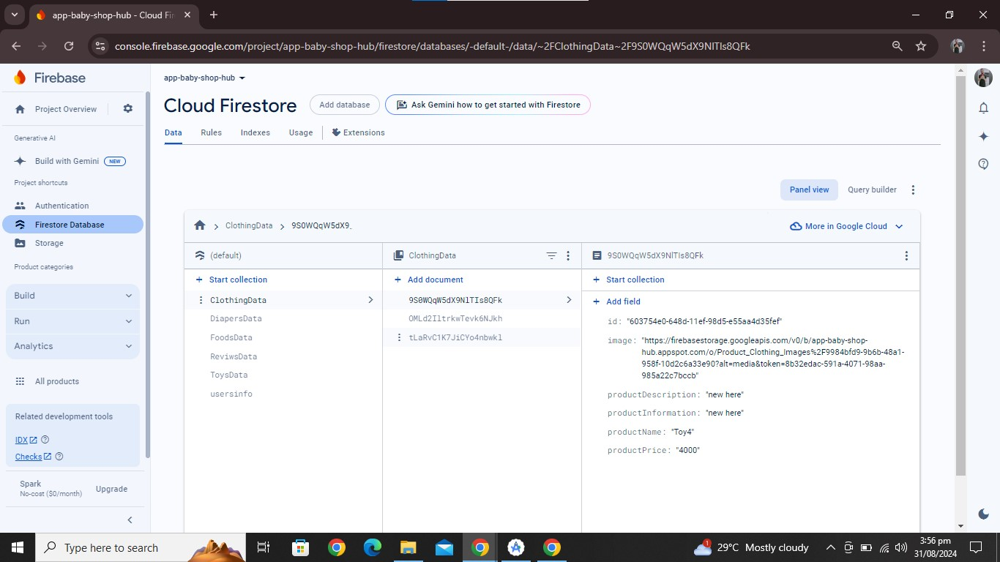 app-baby-shop-hub - Cloud Fir
console.firebase.google.com/project/app-baby-shop-hub/firestore/databases/-default-/data/~2FClothingData~2F9S0WQqW5dX9NlTIs8QFk
Firebase
Project Overview
Generative AI
Build with Gemini NEW
Project shortcuts
Authentication
Firestore Database
Storage
Product categories
Build
Run
Analytics
All products
Related development tools
IDX
Checks
Spark
No-cost ($0/month)
Upgrade
app-baby-shop-hub
Cloud Firestore
Add database
Ask Gemini how to get started with Firestore
Data Rules Indexes Usage Extensions
Panel view Query builder
ClothingData 9S0WQqW5dX9..
More in Google Cloud
(default)
Start collection
ClothingData
DiapersData
FoodsData
ReviwsData
ToysData
usersinfo
ClothingData
Add document
9S0WQqW5dX9NlTIs8QFk
OMLd2IltrkwTevk6NJkh
tLaRvC1K7JiCYo4nbwkl
9S0WQqW5dX9NlTIs8QFk
Start collection
Add field
id: "603754e0-648d-11ef-98d5-e55aa4d35fef"
image: "https://firebasestorage.googleapis.com/v0/b/app-baby-shop-
hub.appspot.com/o/Product_Clothing_Images%2F9984bfd9-9b6b-48a1-
958f-10d2c6a33e90?alt=media&token=8b32edac-591a-4071-98aa-
985a22c7bccb"
productDescription: "new here"
productInformation: "new here"
productName: "Toy4"
productPrice: "4000"
Type here to search
1
29°C Mostly cloudy
3:56 pm
31/08/2024